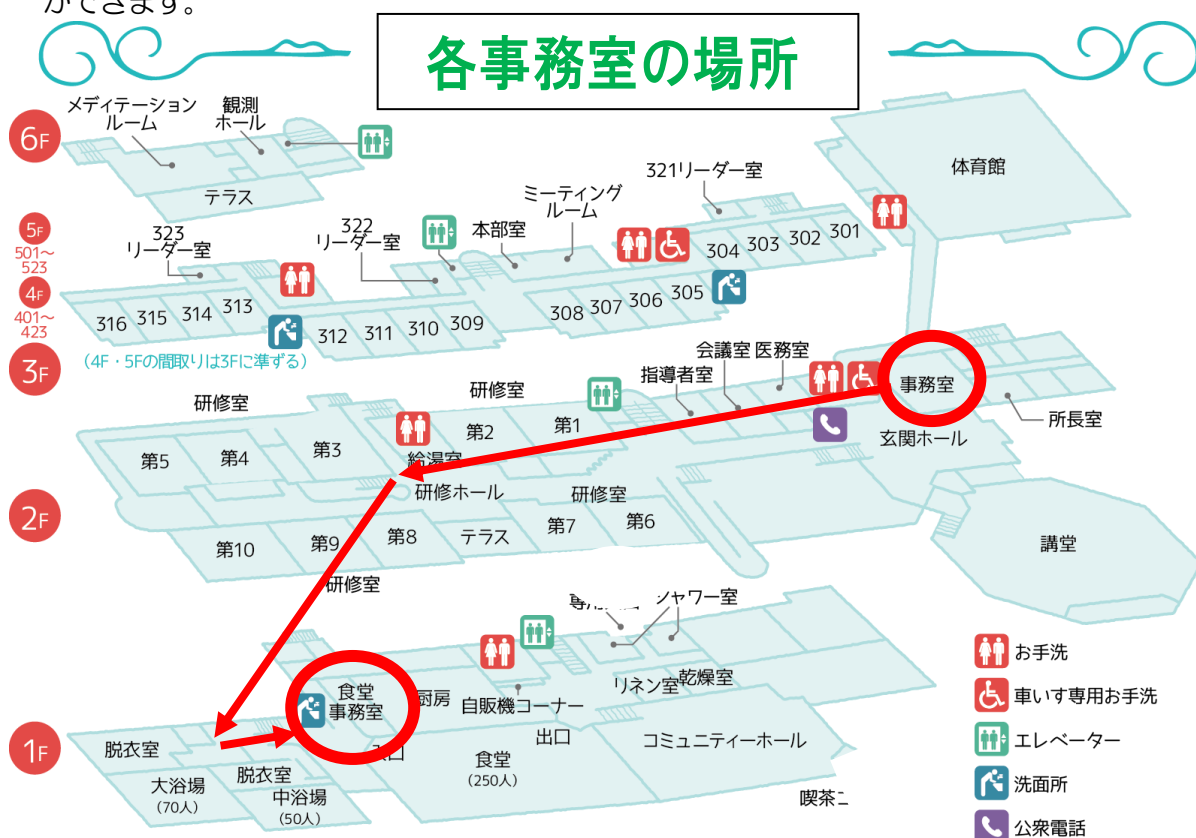 ができます。
各事務室の場所
メディテーション
ルーム
観測
ホール
6F
テラス
体育館
321リーダー室
ミーティング
ルーム
5F
501〜
523
4F
401〜
423
3F
323
リーダー室
322
リーダー室
本部室
304
303
302
301
316
315
314
313
312
311
310
309
308
307
306
305
(4F・5Fの間取りは3Fに準ずる)
会議室
医務室
指導者室
事務室
所長室
玄関ホール
研修室
研修室
第5
第4
第3
第2
第1
給湯室
研修ホール
研修室
2F
第10
第9
第8
テラス
第7
第6
研修室
講堂
シャワー室
食堂
事務室
厨房
自販機コーナー
リネン室
乾燥室
1F
脱衣室
出口
コミュニティーホール
入口
食堂
(250人)
大浴場
(70人)
脱衣室
中浴場
(50人)
喫茶
お手洗
車いす専用お手洗
エレベーター
洗面所
公衆電話